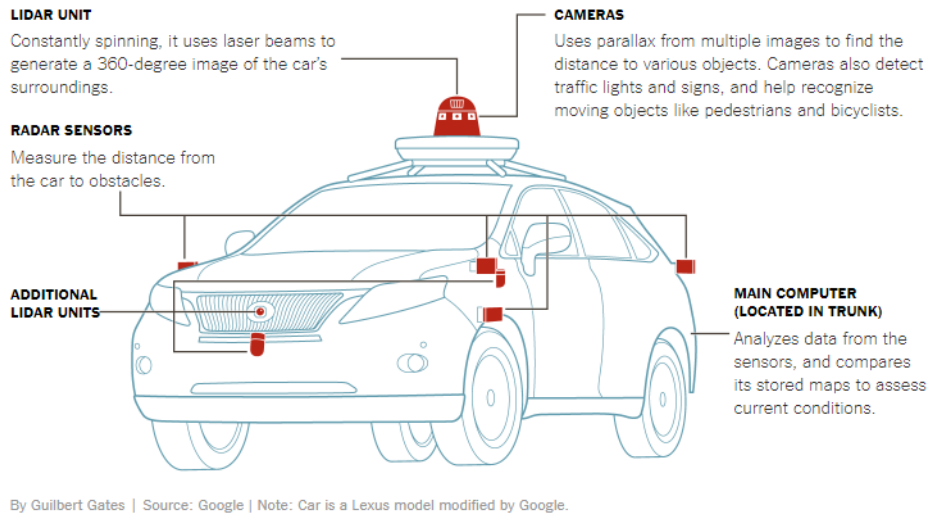 LIDAR UNIT
Constantly spinning, it uses laser beams to
generate a 360-degree image of the car's
surroundings.
CAMERAS
Uses parallax from multiple images to find the
distance to various objects. Cameras also detect
traffic lights and signs, and help recognize
moving objects like pedestrians and bicyclists.
RADAR SENSORS
Measure the distance from
the car to obstacles.
ADDITIONAL
LIDAR UNITS
MAIN COMPUTER
(LOCATED IN TRUNK)
Analyzes data from the
sensors, and compares
its stored maps to assess
current conditions.
By Guilbert Gates | Source: Google | Note: Car is a Lexus model modified by Google.